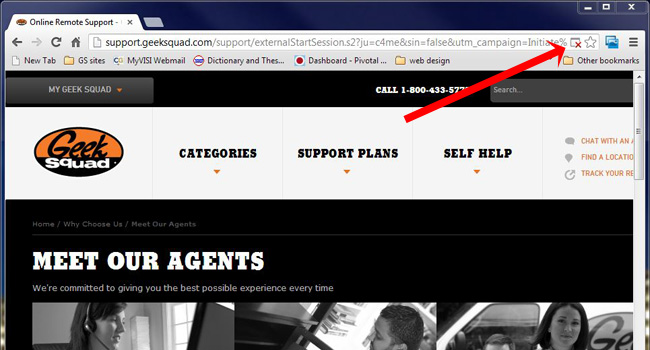 Online Remote Support -
support.geeksquad.com/support/externalStartSession.s2?ju=c4me&sin=false&utm_campaign=Initiate%
New Tab GS sites MyVISI Webmail Dictionary and Thes... Dashboard - Pivotal ... web design Other bookmarks
MY GEEK SQUAD CALL 1-800-433-57 Search...
Geek Squad
CATEGORIES SUPPORT PLANS SELF HELP
CHAT WITH AN A
FIND A LOCATIO
TRACK YOUR RE
Home / Why Choose Us / Meet Our Agents
MEET OUR AGENTS
We're committed to giving you the best possible experience every time